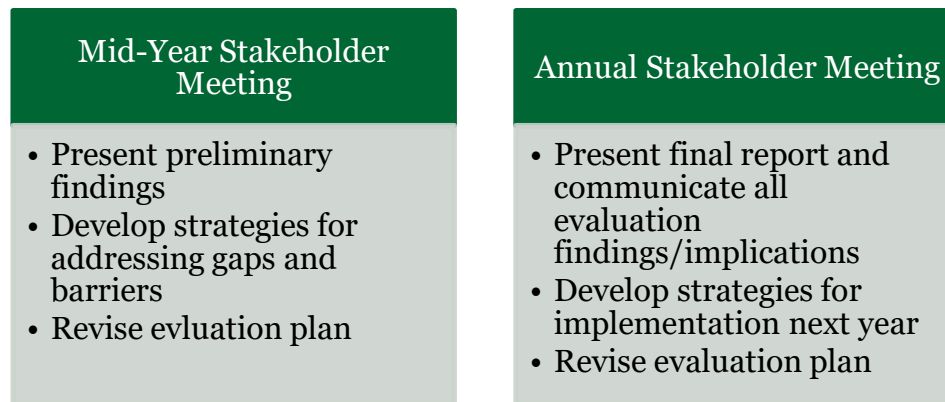 Mid-Year Stakeholder
Meeting
• Present preliminary
findings
• Develop strategies for
addressing gaps and
barriers
• Revise evluation plan
Annual Stakeholder Meeting
• Present final report and
communicate all
evaluation
findings/implications
• Develop strategies for
implementation next year
• Revise evaluation plan